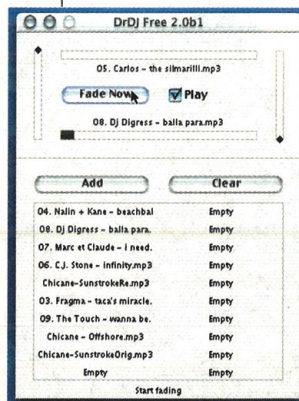 DrDJ Free 2.0b1
05. Carlos - the silmarilli.mp3
Fade Now
Play
08. Dj Digress - balla para.mp3
Add Clear
04. Nalin + Kane - beachbal Empty
08. Dj Digress - balla para. Empty
07. Marc et Claude - i need. Empty
06. C.J. Stone - infinity.mp3 Empty
Chicane-SunstrokeRe.mp3 Empty
03. Fragma - taca's miracle. Empty
09. The Touch - wanna be. Empty
Chicane - Offshore.mp3 Empty
Chicane-SunstrokeOrig.mp3 Empty
Empty Empty
Start fading